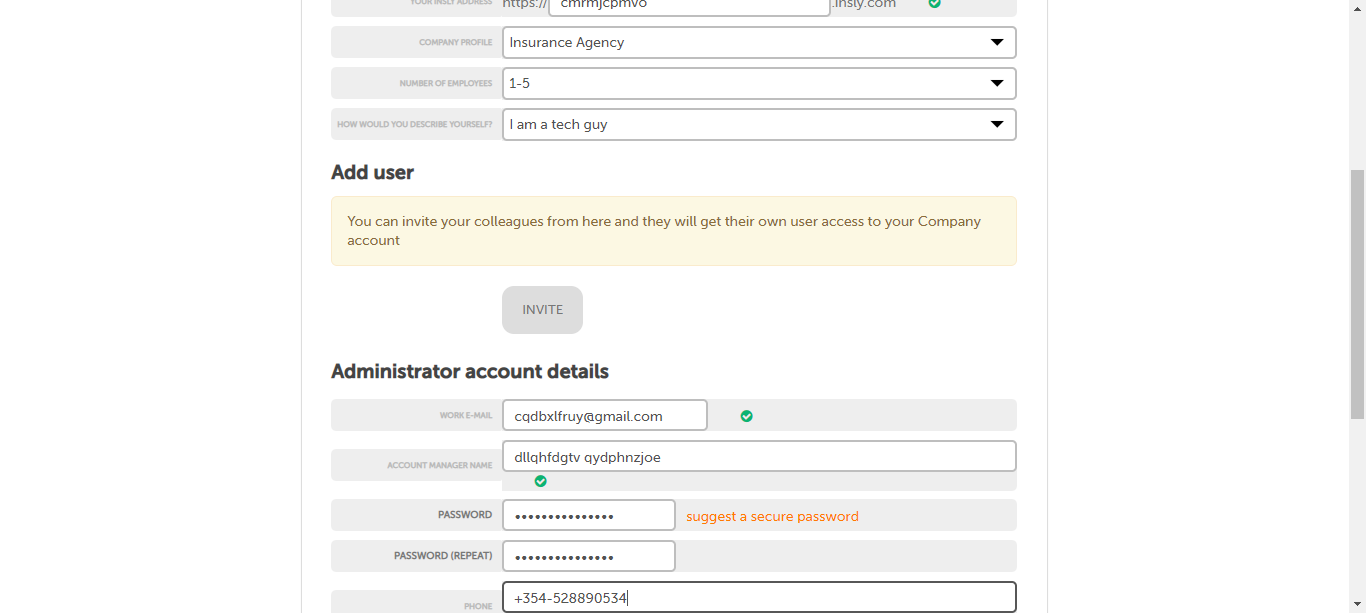 YOUR INSLY ADDRESS https:// cmrmjcpmvo .insly.com
COMPANY PROFILE Insurance Agency
NUMBER OF EMPLOYEES 1-5
HOW WOULD YOU DESCRIBE YOURSELF? I am a tech guy
Add user
You can invite your colleagues from here and they will get their own user access to your Company
account
INVITE
Administrator account details
WORK E-MAIL cqdbxlfruy@gmail.com
ACCOUNT MANAGER NAME dllqhfdgtv qydphnzjoe
PASSWORD ••••••••••••••• suggest a secure password
PASSWORD (REPEAT) •••••••••••••••
PHONE +354-528890534